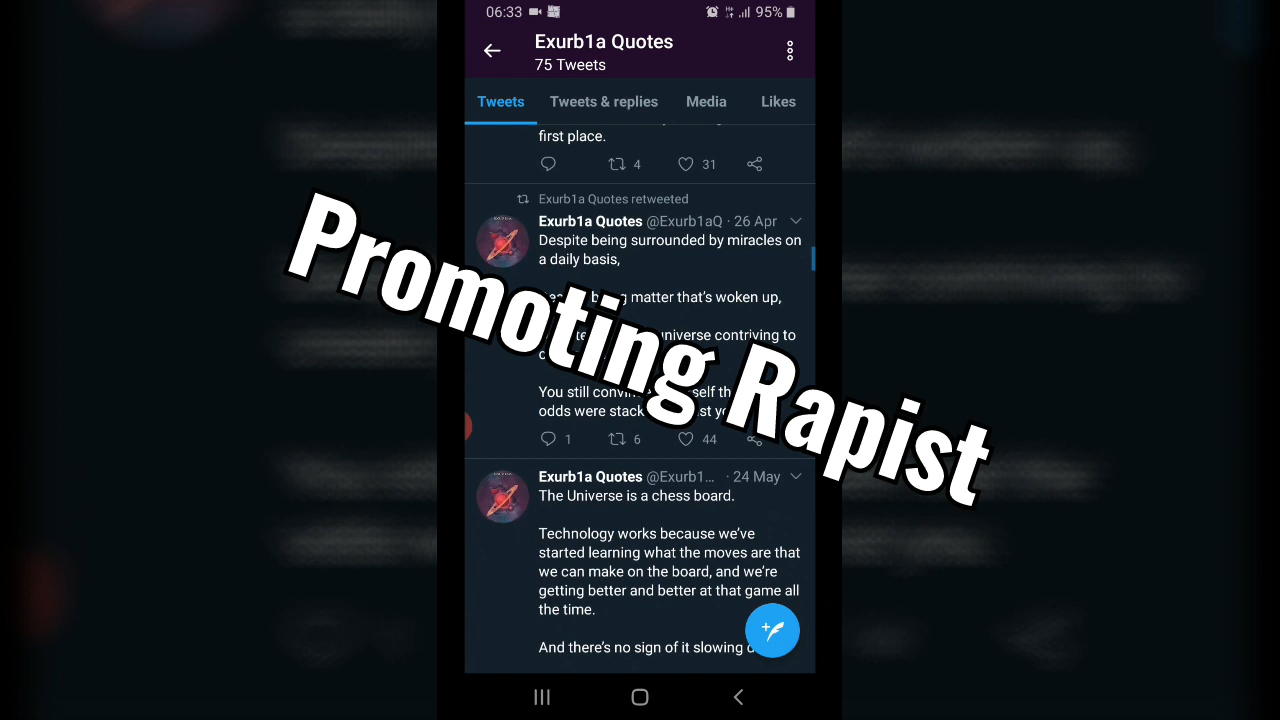 06:33
95%
Exurb1a Quotes
75 Tweets
Tweets
Tweets & replies
Media
Likes
first place.
4
31
Exurb1a Quotes retweeted
Exurb1a Quotes @Exurb1aQ · 26 Apr
Despite being surrounded by miracles on
a daily basis,
matter that's woken up,
universe contriving to
You still
odds were
1
6
44
Promoting Rapist
Exurb1a Quotes @Exurb1... · 24 May
The Universe is a chess board.
Technology works because we've
started learning what the moves are that
we can make on the board, and we're
getting better and better at that game all
the time.
And there's no sign of it slowing